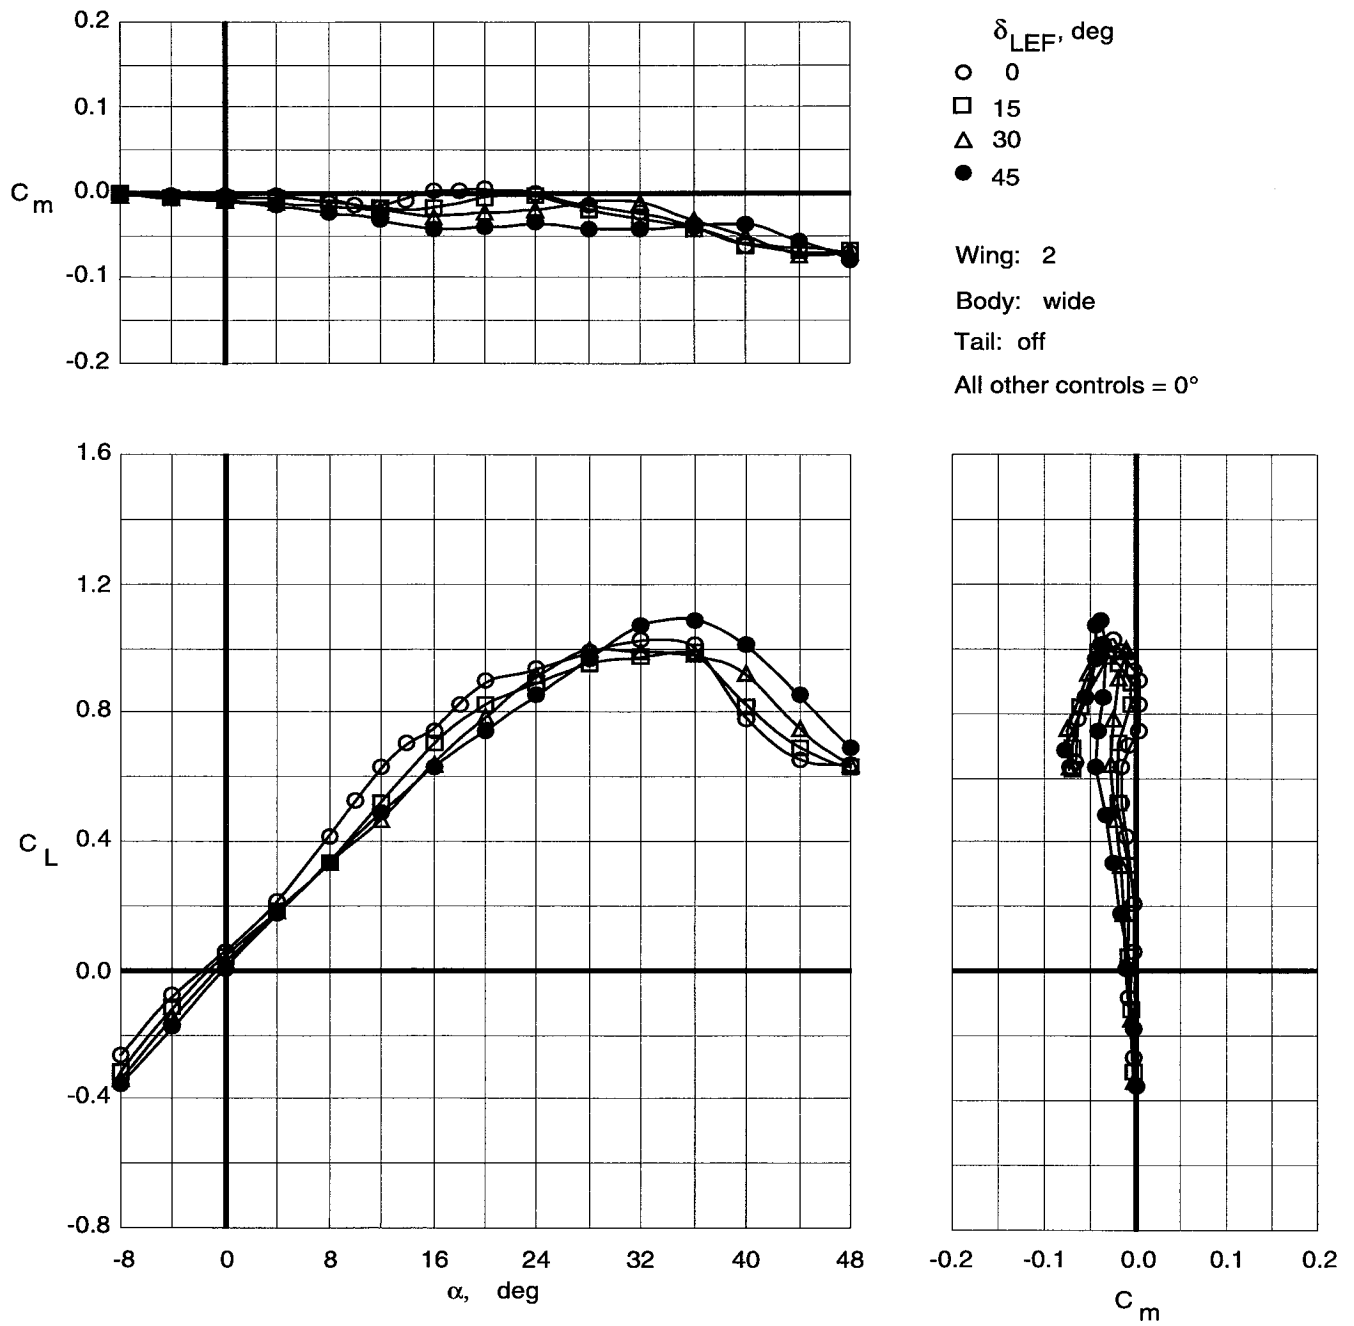 0.2
0.1
0.0
-0.1
-0.2
C m
δ LEF, deg
0
15
30
45
Wing: 2
Body: wide
Tail: off
All other controls = 0°
1.6
1.2
0.8
0.4
0.0
-0.4
-0.8
C L
-8 0 8 16 24 32 40 48
α, deg
-0.2 -0.1 0.0 0.1 0.2
C m